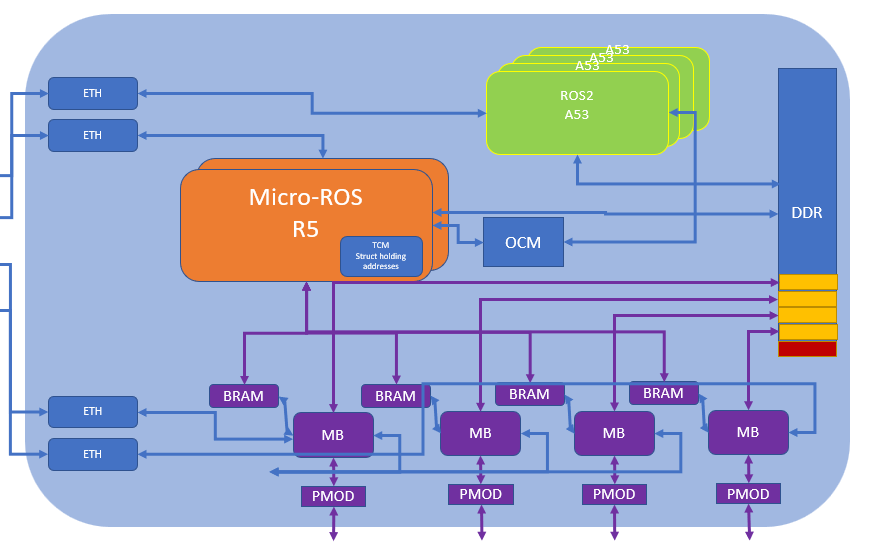 A53
A53
A53
ETH
ROS2
A53
ETH
Micro-ROS
R5
DDR
TCM
Struct holding
addresses
OCM
BRAM
BRAM
BRAM
BRAM
ETH
MB
MB
MB
MB
ETH
PMOD
PMOD
PMOD
PMOD